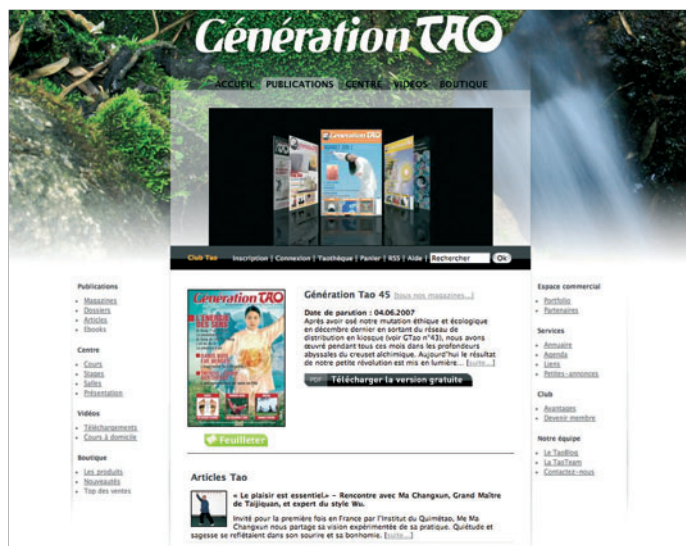 Génération TAO
ACCUEIL PUBLICATIONS CENTRE VIDÉOS BOUTIQUE
Génération TAO
Club Tao Inscription | Connexion | Taothèque | Panier | RSS | Aide | Rechercher Ok
Publications
• Magazines
• Dossiers
• Articles
• Ebooks
Centre
• Cours
• Stages
• Salles
• Présentation
Vidéos
• Téléchargements
• Cours à domicile
Boutique
• Les produits
• Nouveautés
• Top des ventes
Génération TAO
L'ÉNERGIE
DES SENS
Feuilleter
Génération Tao 45 [tous nos magazines...]
Date de parution : 04.06.2007
Après avoir osé notre mutation éthique et écologique
en décembre dernier en sortant du réseau de
distribution en kiosque (voir GTao n°43), nous avons
œuvré pendant tous ces mois dans les profondeurs
abyssales du creuset alchimique. Aujourd'hui le résultat
de notre petite révolution est mis en lumière... [suite...]
PDF Télécharger la version gratuite
Articles Tao
« Le plaisir est essentiel.» – Rencontre avec Ma Changxun, Grand Maître
de Taijiquan, et expert du style Wu.
Invité pour la première fois en France par l'Institut du Quimétao, Me Ma
Changxun nous partage sa vision expérimentée de sa pratique. Quiétude et
sagesse se reflétaient dans son sourire et sa bonhomie. [suite...]
Espace commercial
• Portfolio
• Partenaires
Services
• Annuaire
• Agenda
• Liens
• Petites-annonces
Club
• Avantages
• Devenir membre
Notre équipe
• Le TaoBlog
• La TaoTeam
• Contactez-nous